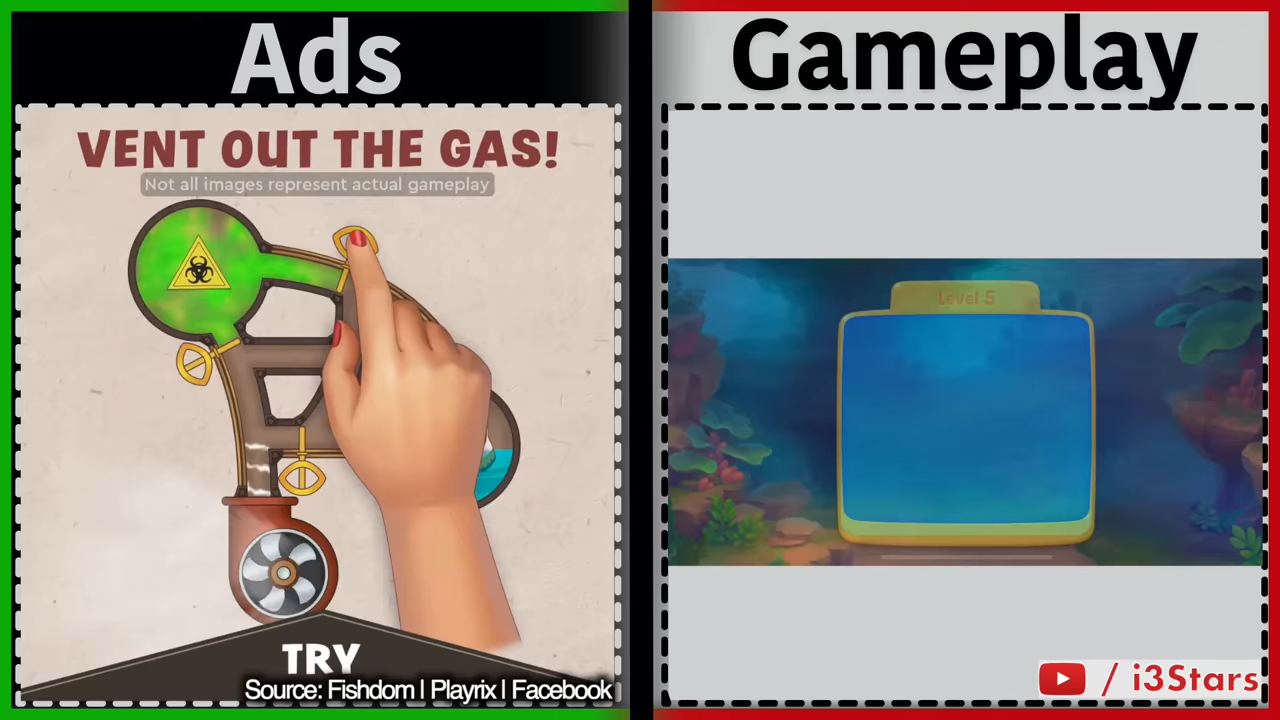 Ads
VENT OUT THE GAS!
Not all images represent actual gameplay
TRY
Source: Fishdom | Playrix | Facebook
Gameplay
Level 5
/ i3Stars